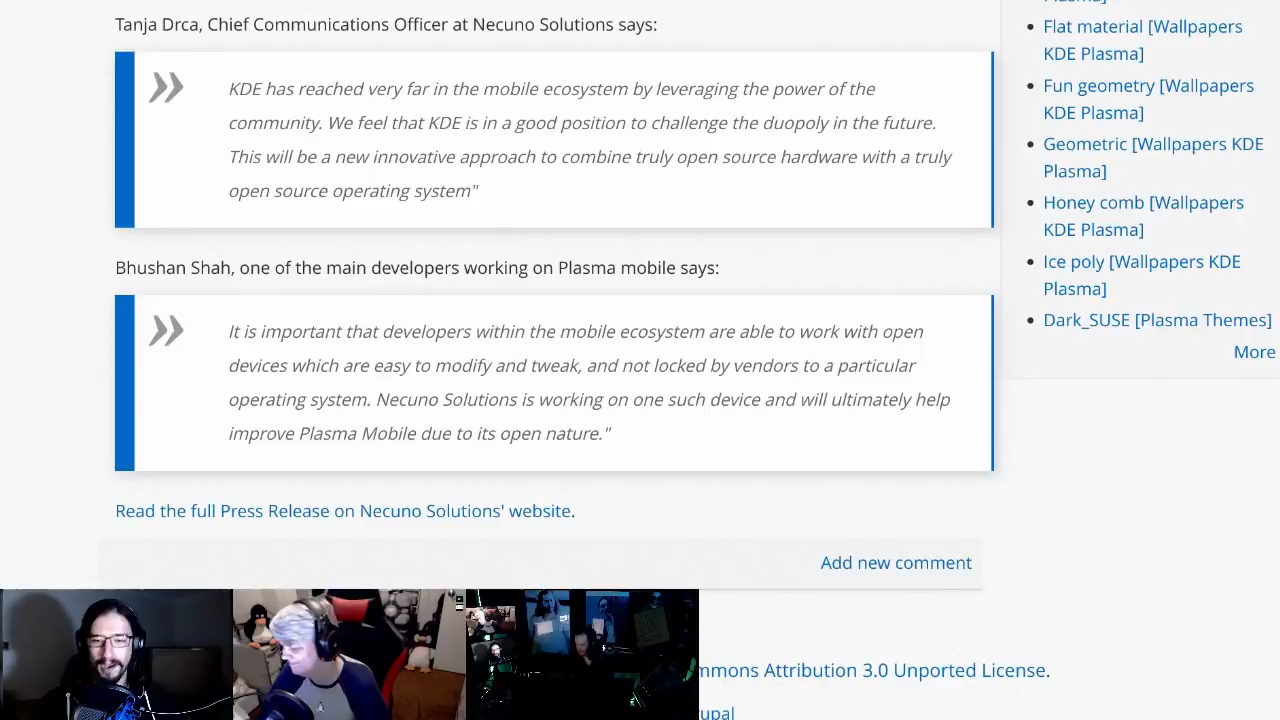 Tanja Drca, Chief Communications Officer at Necuno Solutions says:
» KDE has reached very far in the mobile ecosystem by leveraging the power of the
community. We feel that KDE is in a good position to challenge the duopoly in the future.
This will be a new innovative approach to combine truly open source hardware with a truly
open source operating system"
Bhushan Shah, one of the main developers working on Plasma mobile says:
» It is important that developers within the mobile ecosystem are able to work with open
devices which are easy to modify and tweak, and not locked by vendors to a particular
operating system. Necuno Solutions is working on one such device and will ultimately help
improve Plasma Mobile due to its open nature."
Read the full Press Release on Necuno Solutions' website.
Add new comment
mmons Attribution 3.0 Unported License.
upal
Plasma]
Flat material [Wallpapers
KDE Plasma]
Fun geometry [Wallpapers
KDE Plasma]
Geometric [Wallpapers KDE
Plasma]
Honey comb [Wallpapers
KDE Plasma]
Ice poly [Wallpapers KDE
Plasma]
Dark_SUSE [Plasma Themes]
More